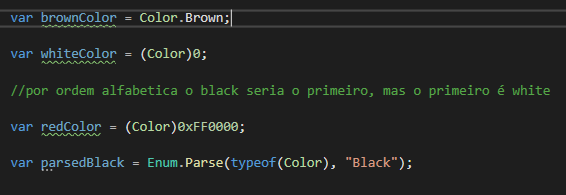 var brownColor = Color.Brown;
var whiteColor = (Color)0;
//por ordem alfabetica o black seria o primeiro, mas o primeiro é white
var redColor = (Color)0xFF0000;
var parsedBlack = Enum.Parse(typeof(Color), "Black");